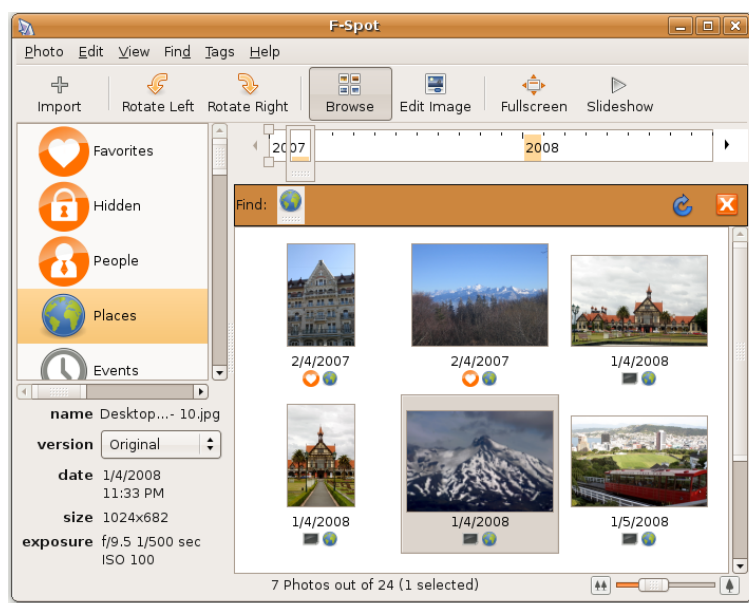 F-Spot
Photo Edit View Find Tags Help
Import Rotate Left Rotate Right Browse Edit Image Fullscreen Slideshow
2007 2008
Favorites
Hidden
People
Places
Events
Find:
2/4/2007 2/4/2007 1/4/2008
1/4/2008 1/4/2008 1/5/2008
name Desktop...- 10.jpg
version Original
date 1/4/2008
11:33 PM
size 1024x682
exposure f/9.5 1/500 sec
ISO 100
7 Photos out of 24 (1 selected)